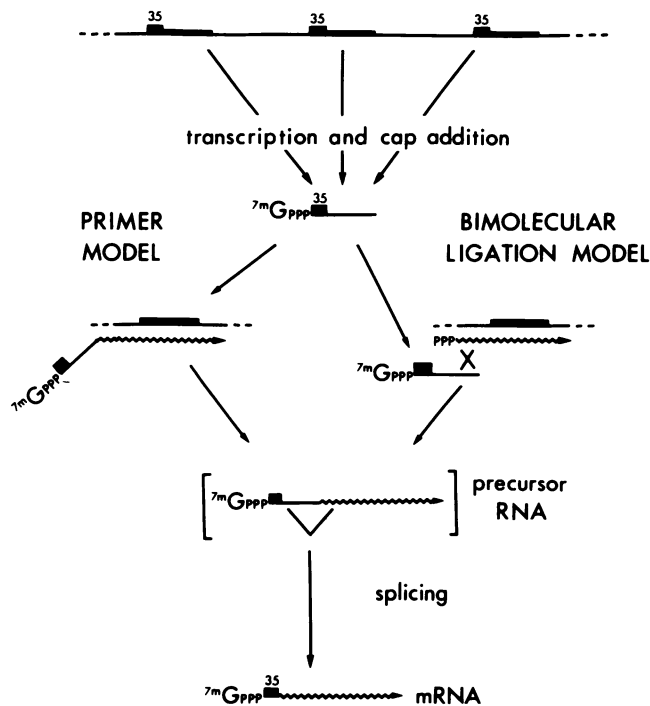 35 35 35
transcription and cap addition
35
7mGppp
PRIMER
MODEL
BIMOLECULAR
LIGATION MODEL
7mGppp
ppp
X
7mGppp
7mGppp
precursor
RNA
splicing
35
7mGppp mRNA